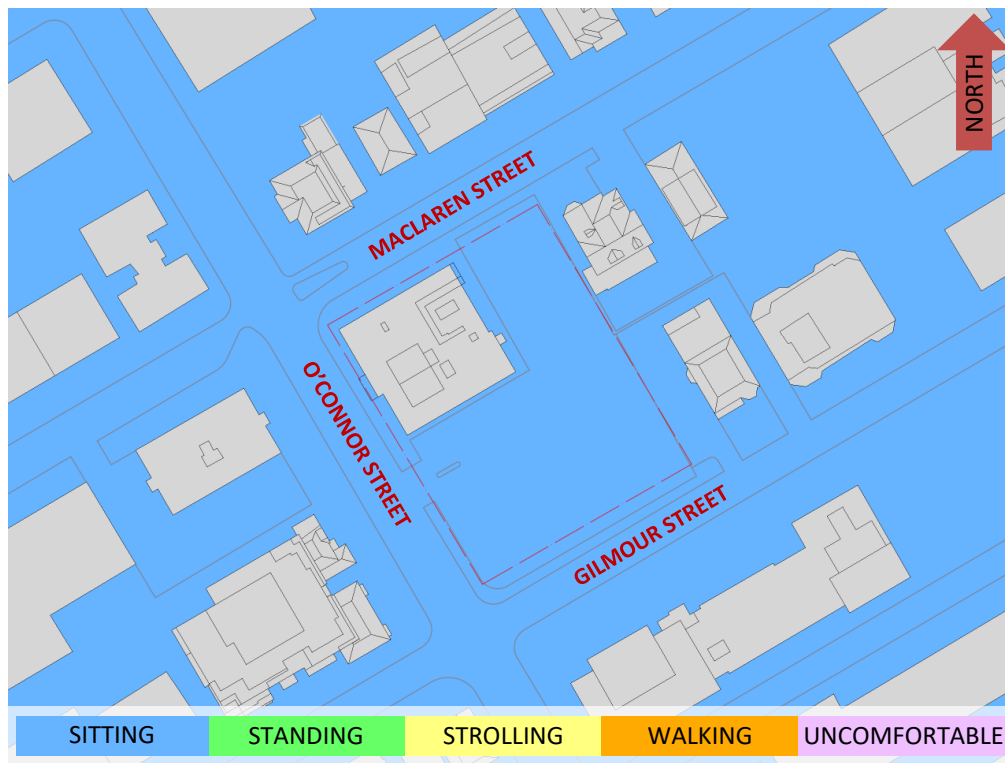 NORTH
MACLAREN STREET
O'CONNOR STREET
GILMOUR STREET
SITTING
STANDING
STROLLING
WALKING
UNCOMFORTABLE